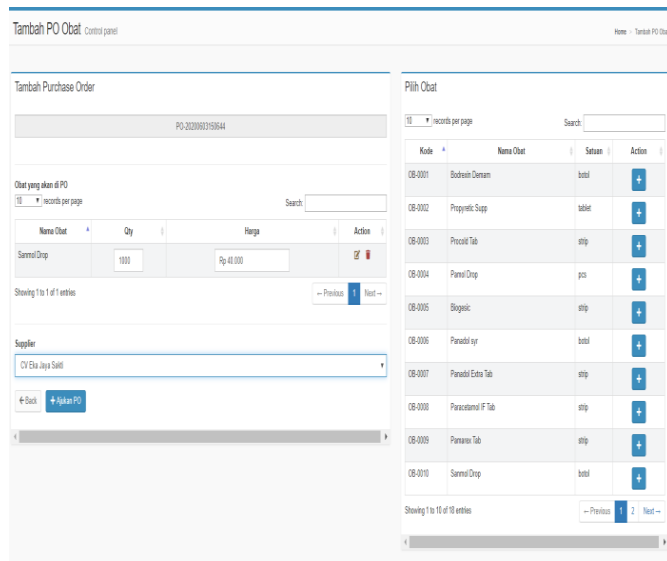 Tambah PO Obat Control panel
Home > Tambah PO Oba
Tambah Purchase Order
PO-20200603150644
Obat yang akan di PO
10 records per page
Search:
Nama Obat Qty Harga Action
Sanmol Drop 1000 Rp 40.000
Showing 1 to 1 of 1 entries
← Previous 1 Next →
Supplier
CV Eka Jaya Sakti
← Back + Ajukan PO
Pilih Obat
10 records per page
Search:
Kode Nama Obat Satuan Action
OB-0001 Bodrexin Demam botol +
OB-0002 Propyretic Supp tablet +
OB-0003 Procold Tab strip +
OB-0004 Pamol Drop pcs +
OB-0005 Biogesic strip +
OB-0006 Panadol syr botol +
OB-0007 Panadol Extra Tab strip +
OB-0008 Paracetamol IF Tab strip +
OB-0009 Pamarex Tab strip +
OB-0010 Sanmol Drop botol +
Showing 1 to 10 of 18 entries
← Previous 1 2 Next →